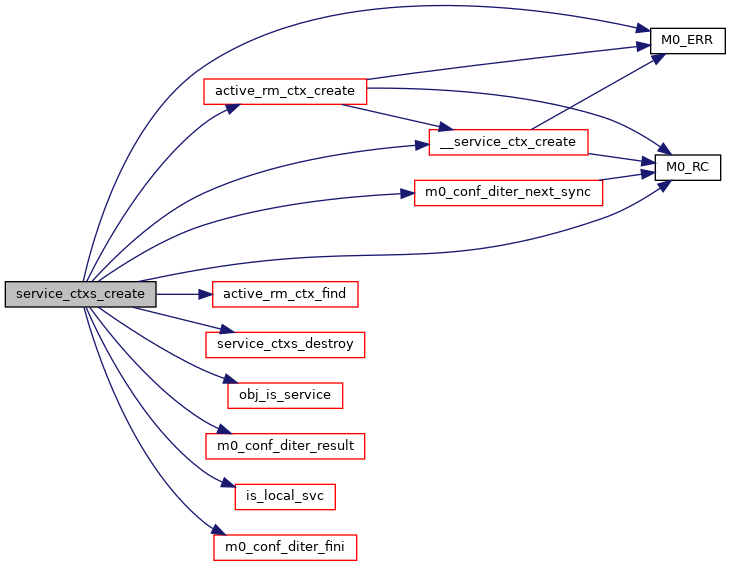 M0_ERR
active_rm_ctx_create
__service_ctx_create
M0_RC
m0_conf_diter_next_sync
service_ctxs_create
active_rm_ctx_find
service_ctxs_destroy
obj_is_service
m0_conf_diter_result
is_local_svc
m0_conf_diter_fini